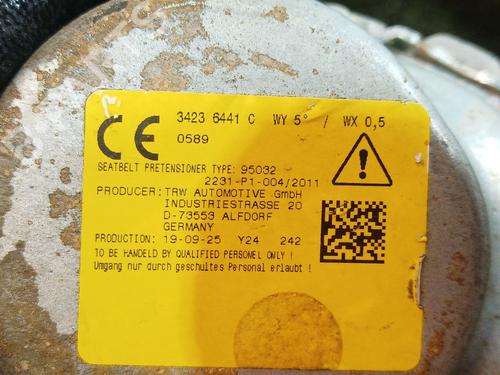 3423 6441 C WY 5° / WX 0,5
CE
0589
SEATBELT PRETENSIONER TYPE: 95032
2231-P1-004/2011
PRODUCER: TRW AUTOMOTIVE GmbH
INDUSTRIESTRASSE 20
D-73553 ALFDORF
GERMANY
PRODUCTION: 19-09-25 Y24 242
TO BE HANDELED BY QUALIFIED PERSONEL ONLY !
Umgang nur durch geschultes Personal erlaubt !